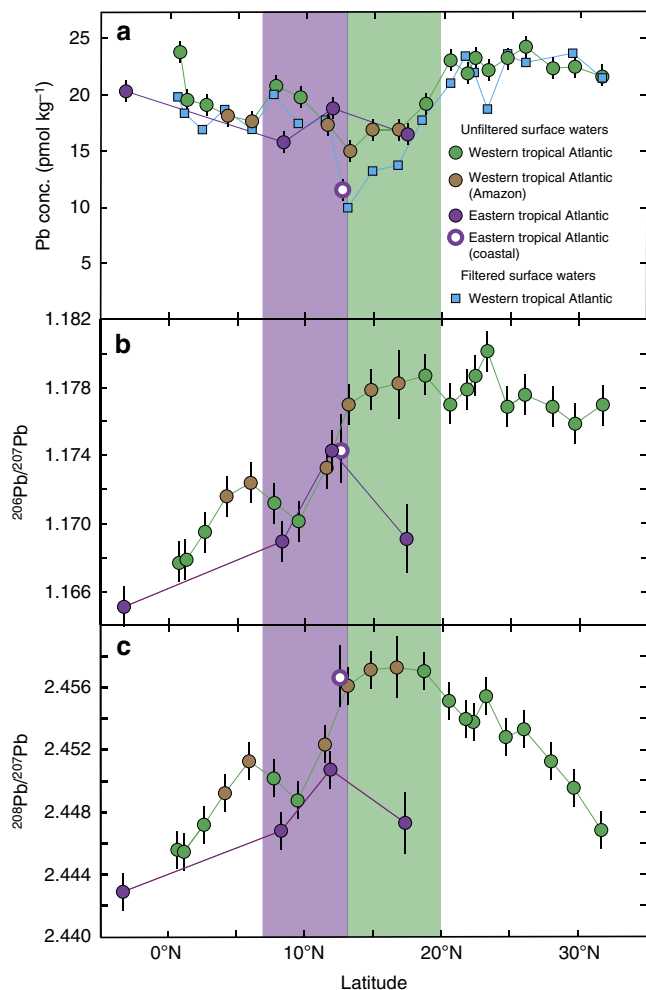 a
25
20
15
10
5
Pb conc. (pmol kg⁻¹)
Unfiltered surface waters
Western tropical Atlantic
Western tropical Atlantic
(Amazon)
Eastern tropical Atlantic
Eastern tropical Atlantic
(coastal)
Filtered surface waters
Western tropical Atlantic
b
1.182
1.178
1.174
1.170
1.166
²⁰⁶Pb/²⁰⁷Pb
c
2.456
2.452
2.448
2.444
2.440
²⁰⁸Pb/²⁰⁷Pb
0°N 10°N 20°N 30°N
Latitude